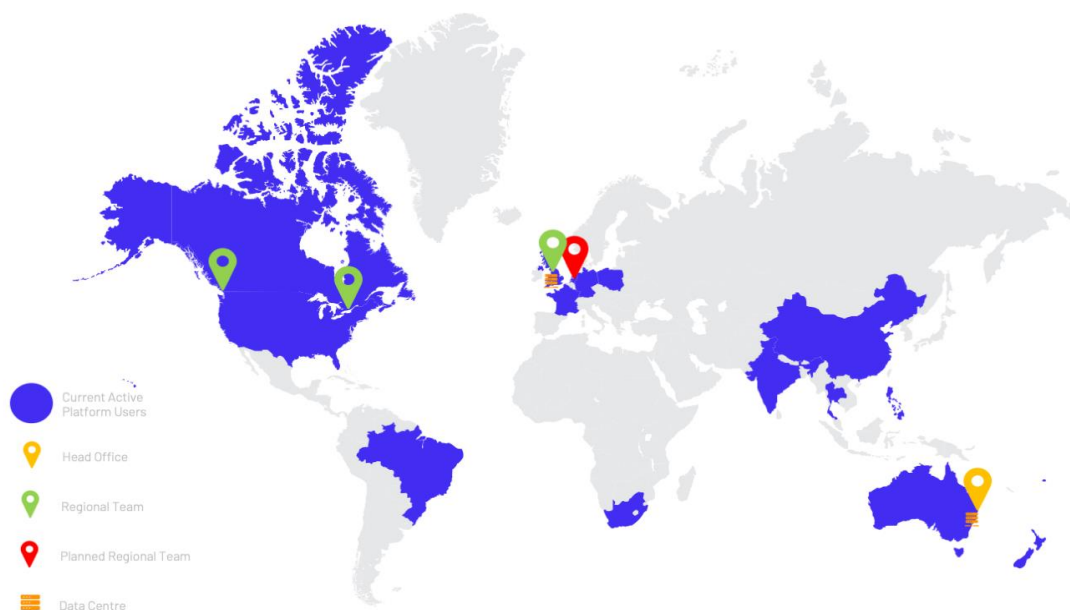 Current Active
Platform Users
Head Office
Regional Team
Planned Regional Team
Data Centre